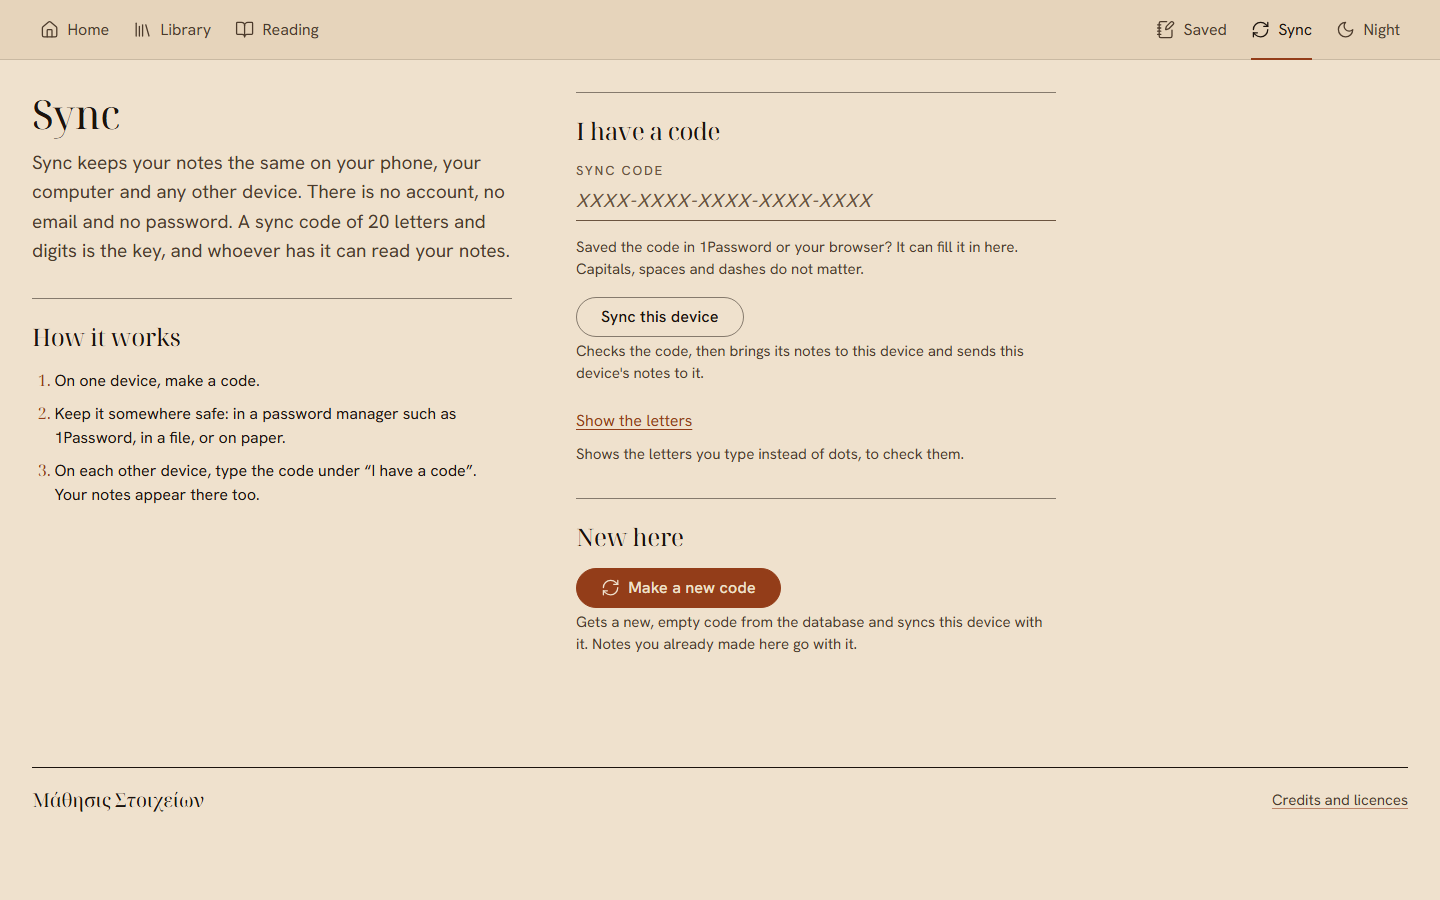 Home
Library
Reading
Saved
Sync
Night
Sync
Sync keeps your notes the same on your phone, your
computer and any other device. There is no account, no
email and no password. A sync code of 20 letters and
digits is the key, and whoever has it can read your notes.
How it works
1. On one device, make a code.
2. Keep it somewhere safe: in a password manager such as
1Password, in a file, or on paper.
3. On each other device, type the code under “I have a code”.
Your notes appear there too.
I have a code
SYNC CODE
XXXX-XXXX-XXXX-XXXX-XXXX
Saved the code in 1Password or your browser? It can fill it in here.
Capitals, spaces and dashes do not matter.
Sync this device
Checks the code, then brings its notes to this device and sends this
device's notes to it.
Show the letters
Shows the letters you type instead of dots, to check them.
New here
Make a new code
Gets a new, empty code from the database and syncs this device with
it. Notes you already made here go with it.
Μάθησις Στοιχείων
Credits and licences